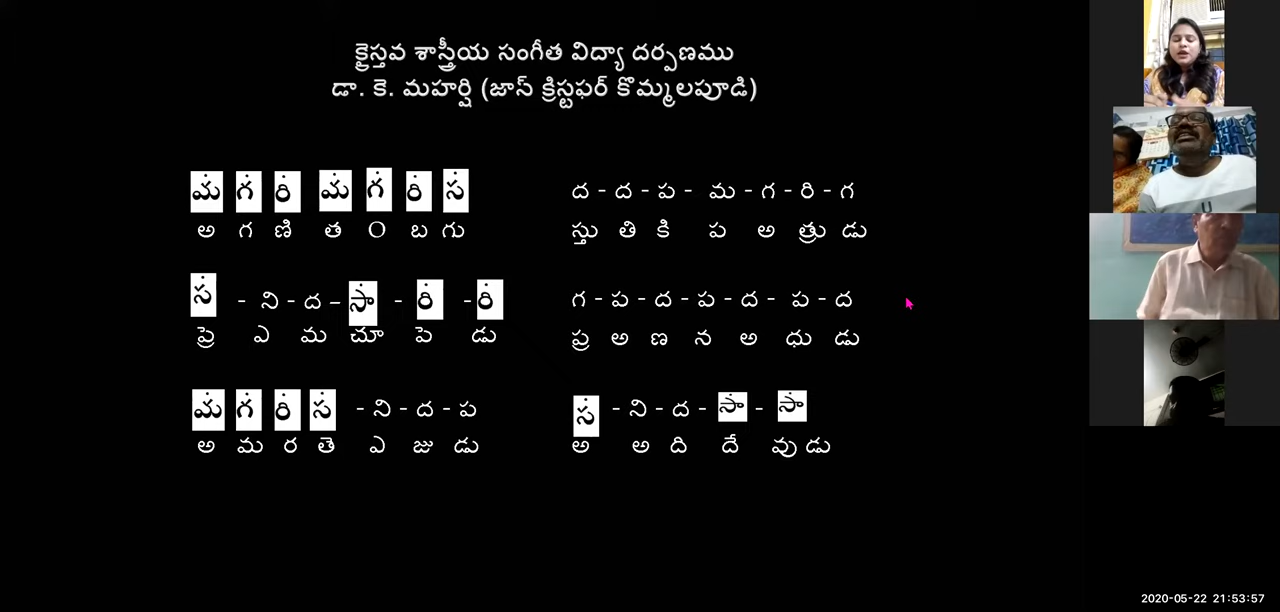 క్రైస్తవ శాస్త్రీయ సంగీత విద్యా దర్పణము
డా. కె. మహర్షి (జాస్ క్రిస్టఫర్ కొమ్మలపూడి)
మ గ రి మ గ రి స
అ గ ణి త ం బ గు
ద - ద - ప - మ - గ - రి - గ
స్తు తి కి ప అ త్రు డు
స - ని - ద - సా - రి - రి
ప్రె ఎ మ చూ పె డు
గ - ప - ద - ప - ద - ప - ద
ప్ర అ ణ న అ ధు డు
మ గ రి స - ని - ద - ప
అ మ ర తె ఎ జు డు
స - ని - ద - సా - సా
అ అ ది దే వు డు
U
2020-05-22 21:53:57